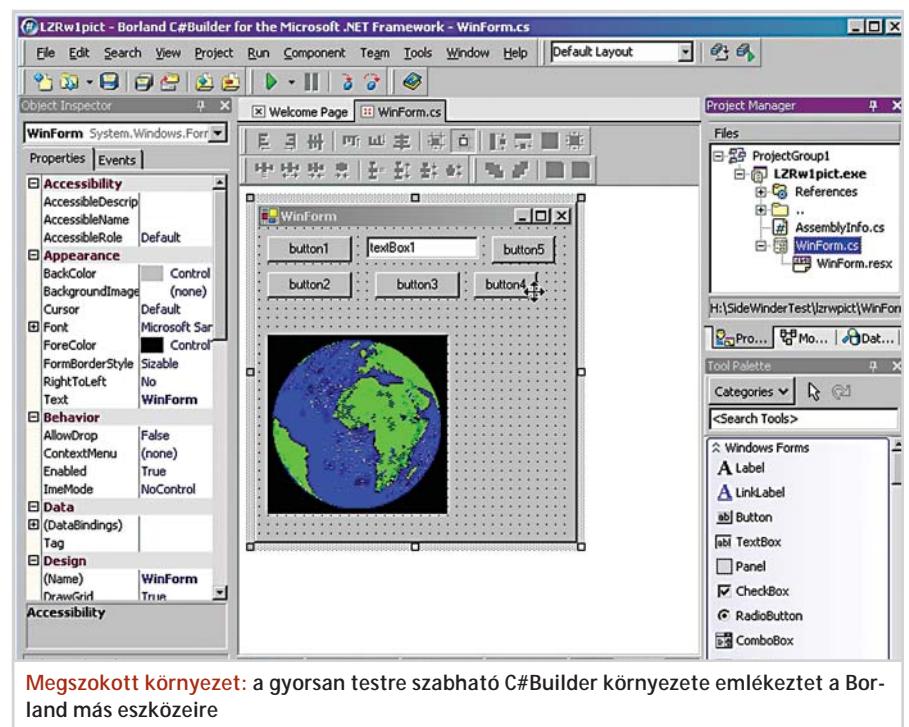 LZRw1pict - Borland C#Builder for the Microsoft .NET Framework - WinForm.cs
File Edit Search View Project Run Component Team Tools Window Help Default Layout
Object Inspector
WinForm System.Windows.Forr
Properties Events
Accessibility
AccessibleDescrip
AccessibleName
AccessibleRole Default
Appearance
BackColor Control
BackgroundImage (none)
Cursor Default
Font Microsoft San
ForeColor Control
FormBorderStyle Sizable
RightToLeft No
Text WinForm
Behavior
AllowDrop False
ContextMenu (none)
Enabled True
ImeMode NoControl
Data
(DataBindings)
Tag
Design
(Name) WinForm
DrawGrid True
Accessibility
Welcome Page WinForm.cs
WinForm
button1 textBox1 button5
button2 button3 button4
Project Manager
Files
ProjectGroup1
LZRw1pict.exe
References
..
AssemblyInfo.cs
WinForm.cs
WinForm.resx
H:\SideWinderTest\lzrwpict\WinFon
Pro... Mo... Dat...
Tool Palette
Categories
<Search Tools>
Windows Forms
A Label
A LinkLabel
ab Button
abl TextBox
Panel
CheckBox
RadioButton
ComboBox
Megszokott környezet: a gyorsan testre szabható C#Builder környezete emlékeztet a Bor-
land más eszközeire